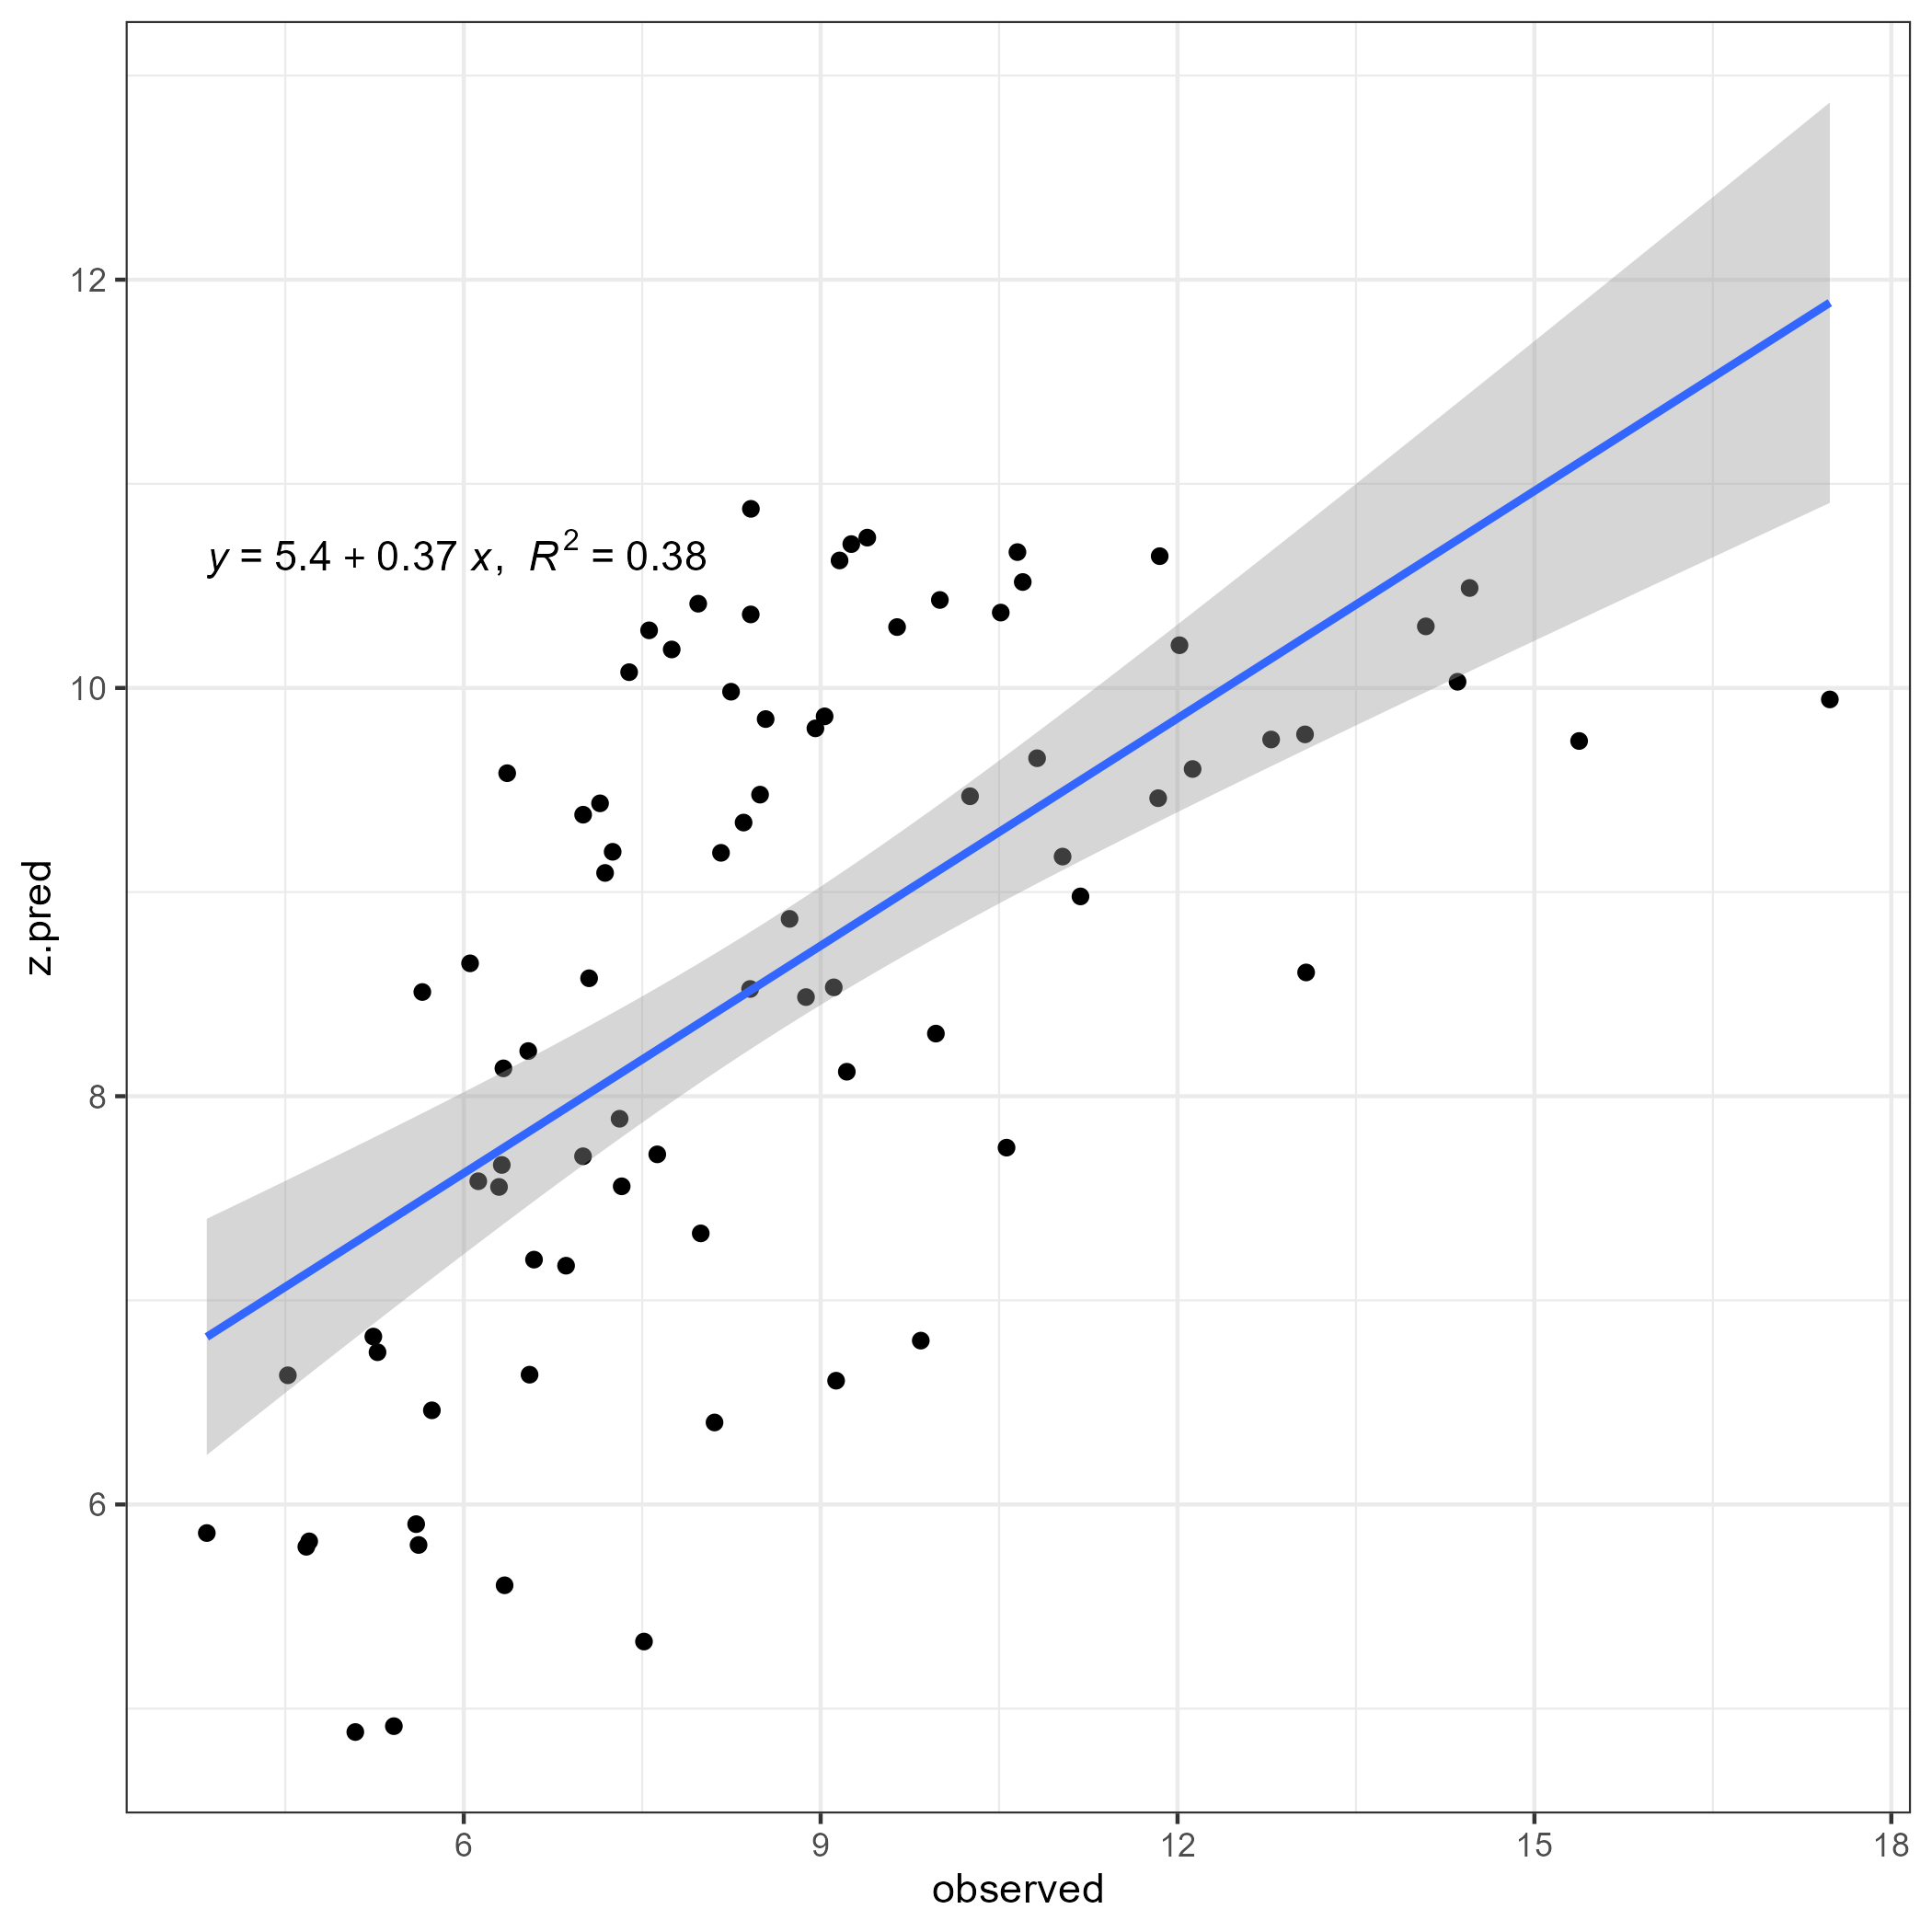 12
y = 5.4 + 0.37 x,  R² = 0.38
10
z.pred
8
6
6 9 12 15 18
observed